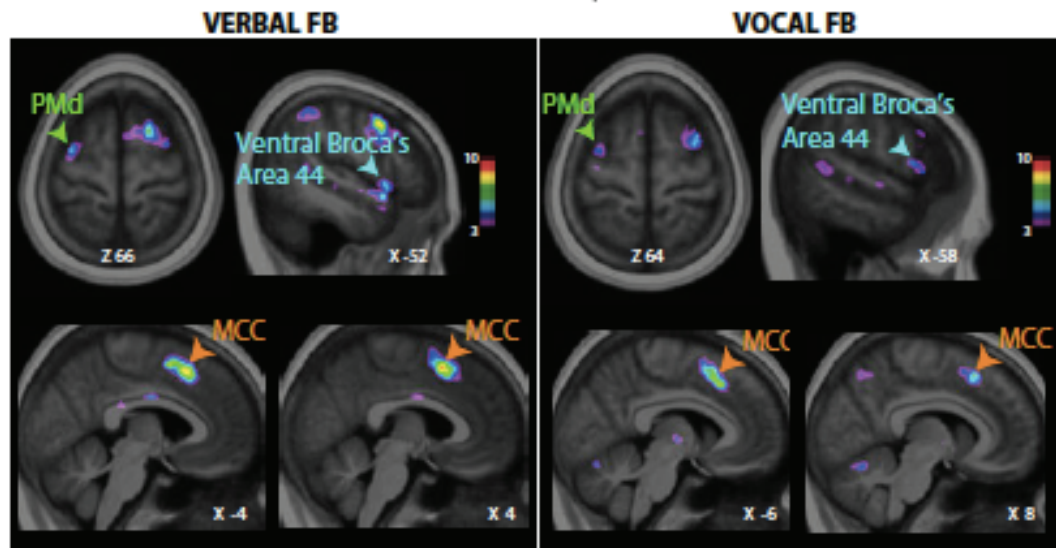 VERBAL FB
PMd
Ventral Broca's
Area 44
10
3
Z 66
X -52
MCC
MCC
X -4
X 4
VOCAL FB
PMd
Ventral Broca's
Area 44
10
3
Z 64
X -58
MCC
MCC
X -6
X 8